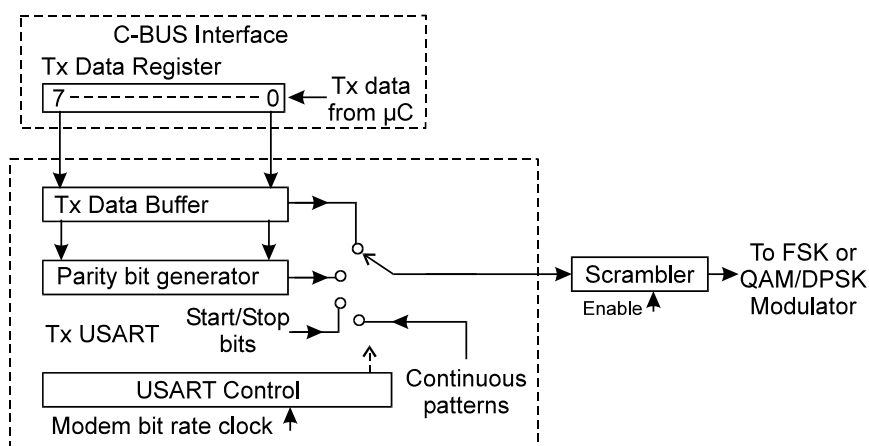 C-BUS Interface
Tx Data Register
7 0
Tx data
from µC
Tx Data Buffer
Parity bit generator
Start/Stop
bits
Tx USART
USART Control
Modem bit rate clock
Continuous
patterns
Scrambler
Enable
To FSK or
QAM/DPSK
Modulator